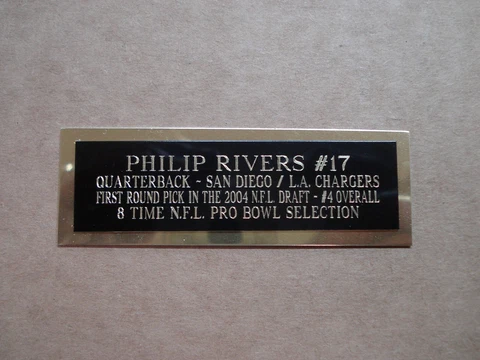 PHILIP RIVERS #17
QUARTERBACK - SAN DIEGO / L.A. CHARGERS
FIRST ROUND PICK IN THE 2004 N.F.L. DRAFT - #4 OVERALL
8 TIME N.F.L. PRO BOWL SELECTION